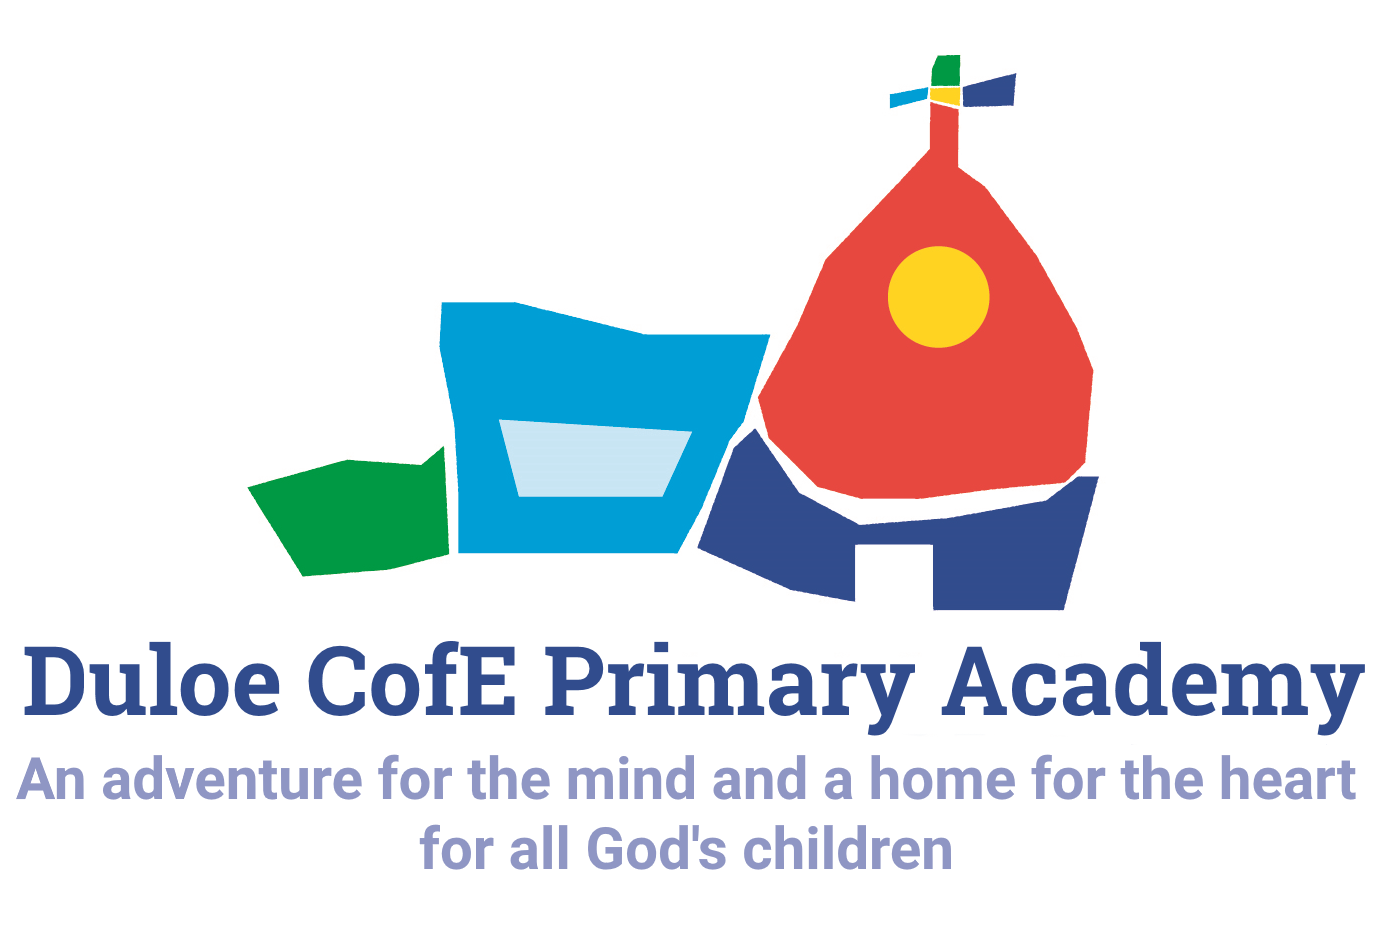 Duloe CofE Primary Academy
An adventure for the mind and a home for the heart
for all God's children